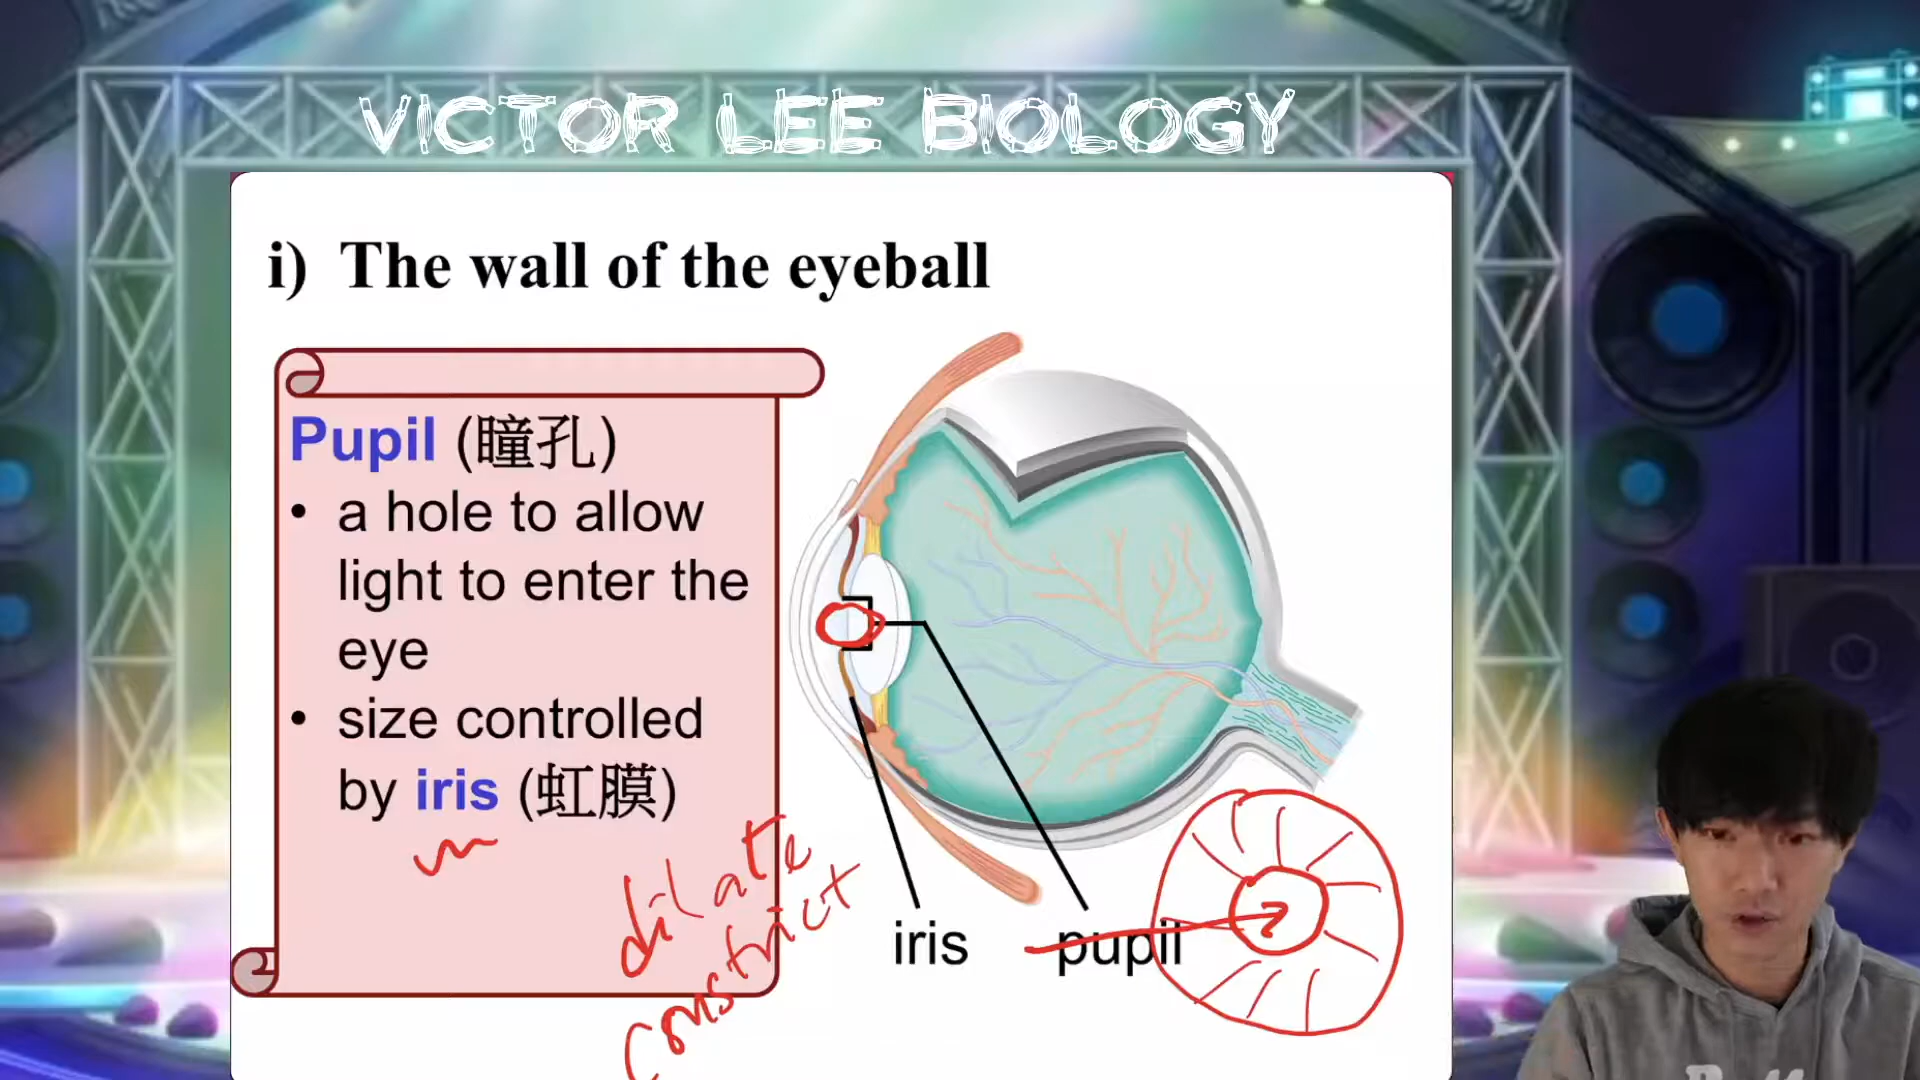 VICTOR LEE BIOLOGY
i) The wall of the eyeball
Pupil (瞳孔)
• a hole to allow
light to enter the
eye
• size controlled
by iris (虹膜)
dilate
constrict
iris
pupil